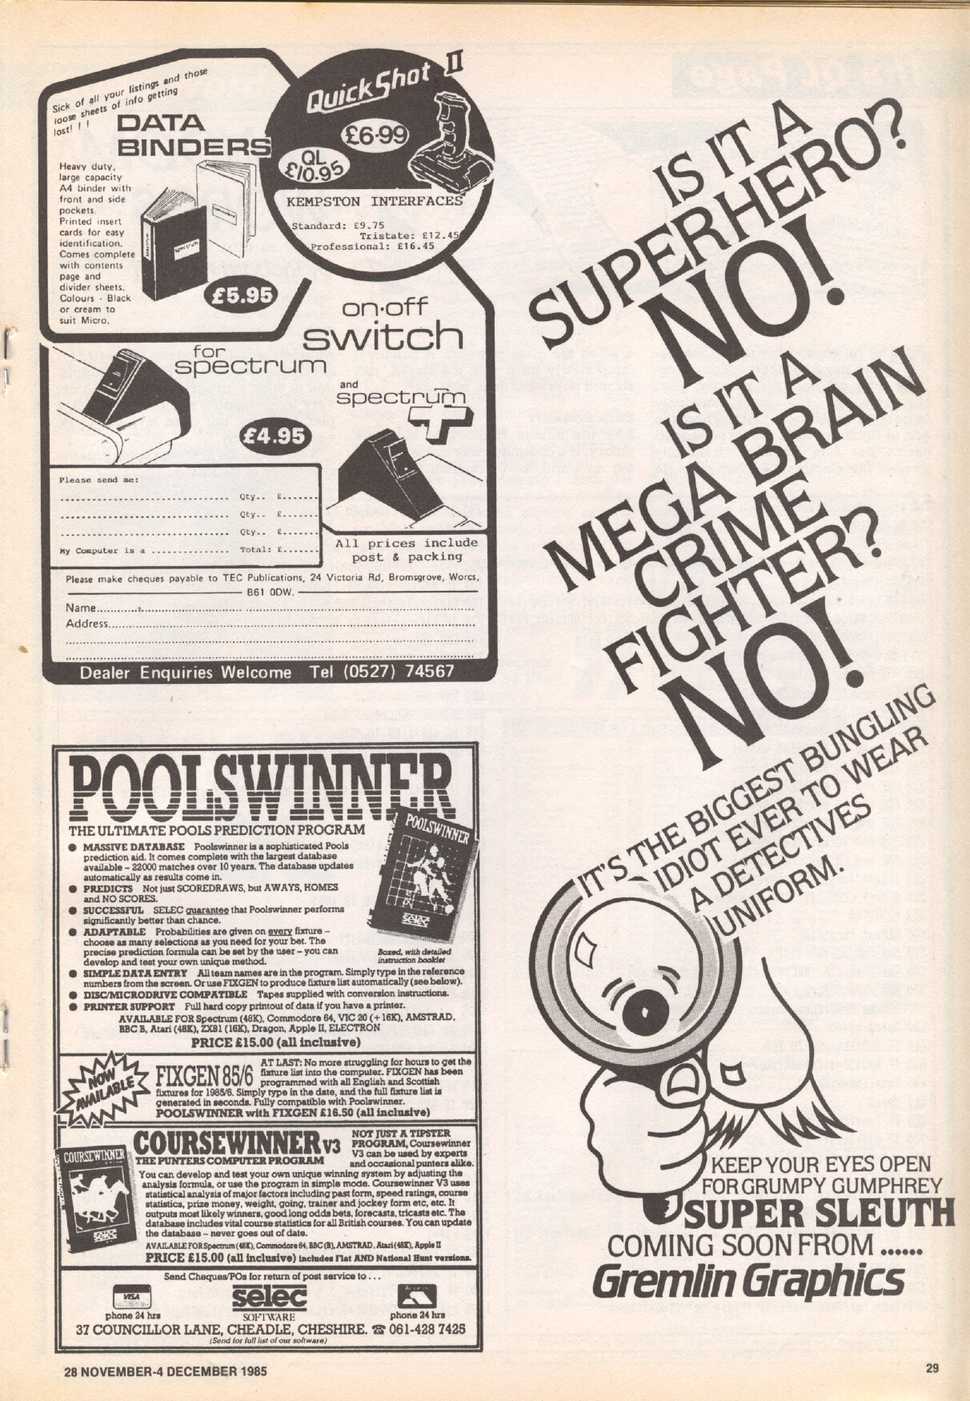 Sick of all your listings and those
loose sheets of info getting
lost! ! !
DATA
BINDERS
Heavy duty,
large capacity
A4 binder with
front and side
pockets.
Printed insert
cards for easy
identification.
Comes complete
with contents
page and
divider sheets.
Colours - Black
or cream to
suit Micro.
£5.95
QuickShot II
£6·99
QL
£10.95
KEMPSTON INTERFACES
Standard: £9.75
Tristate: £12.45
Professional: £16.45
on·off
switch
for
spectrum
and
spectrum
+
£4.95
Please send me:
Qty.. £......
Qty.. £......
Qty.. £......
My Computer is a .............. Total: £......
All prices include
post & packing
Please make cheques payable to TEC Publications, 24 Victoria Rd, Bromsgrove, Worcs,
B61 0DW.
Name
Address
Dealer Enquiries Welcome Tel (0527) 74567
POOLSWINNER
THE ULTIMATE POOLS PREDICTION PROGRAM
● MASSIVE DATABASE Poolswinner is a sophisticated Pools
prediction aid. It comes complete with the largest database
available – 22000 matches over 10 years. The database updates
automatically as results come in.
● PREDICTS Not just SCOREDRAWS, but AWAYS, HOMES
and NO SCORES.
● SUCCESSFUL SELEC guarantee that Poolswinner performs
significantly better than chance.
● ADAPTABLE Probabilities are given on every fixture –
choose as many selections as you need for your bet. The
precise prediction formula can be set by the user – you can
develop and test your own unique method.
● SIMPLE DATA ENTRY All team names are in the program. Simply type in the reference
numbers from the screen. Or use FIXGEN to produce fixture list automatically (see below).
● DISC/MICRODRIVE COMPATIBLE Tapes supplied with conversion instructions.
● PRINTER SUPPORT Full hard copy printout of data if you have a printer.
AVAILABLE FOR Spectrum (48K), Commodore 64, VIC 20 (+ 16K), AMSTRAD,
BBC B, Atari (48K), ZX81 (16K), Dragon, Apple II, ELECTRON
PRICE £15.00 (all inclusive)
POOLSWINNER
Boxed, with detailed
instruction booklet
NOW
AVAILABLE
FIXGEN 85/6
AT LAST: No more struggling for hours to get the
fixture list into the computer. FIXGEN has been
programmed with all English and Scottish
fixtures for 1985/6. Simply type in the date, and the full fixture list is
generated in seconds. Fully compatible with Poolswinner.
POOLSWINNER with FIXGEN £16.50 (all inclusive)
COURSEWINNER
COURSEWINNER V3
THE PUNTERS COMPUTER PROGRAM
NOT JUST A TIPSTER
PROGRAM, Coursewinner
V3 can be used by experts
and occasional punters alike.
You can develop and test your own unique winning system by adjusting the
analysis formula, or use the program in simple mode. Coursewinner V3 uses
statistical analysis of major factors including past form, speed ratings, course
statistics, prize money, weight, going, trainer and jockey form etc, etc. It
outputs most likely winners, good long odds bets, forecasts, tricasts etc. The
database includes vital course statistics for all British courses. You can update
the database – never goes out of date.
AVAILABLE FOR Spectrum (48K), Commodore 64, BBC (B), AMSTRAD, Atari (48K), Apple II
PRICE £15.00 (all inclusive) includes Flat AND National Hunt versions.
Send Cheques/POs for return of post service to . . .
VISA
phone 24 hrs
selec
SOFTWARE
phone 24 hrs
37 COUNCILLOR LANE, CHEADLE, CHESHIRE. ☎ 061-428 7425
(Send for full list of our software)
IS IT A
SUPERHERO?
NO!
IS IT A
MEGA BRAIN
CRIME
FIGHTER?
NO!
IT'S THE BIGGEST BUNGLING
IDIOT EVER TO WEAR
A DETECTIVES
UNIFORM.
KEEP YOUR EYES OPEN
FOR GRUMPY GUMPHREY
SUPER SLEUTH
COMING SOON FROM ......
Gremlin Graphics
28 NOVEMBER-4 DECEMBER 1985
29